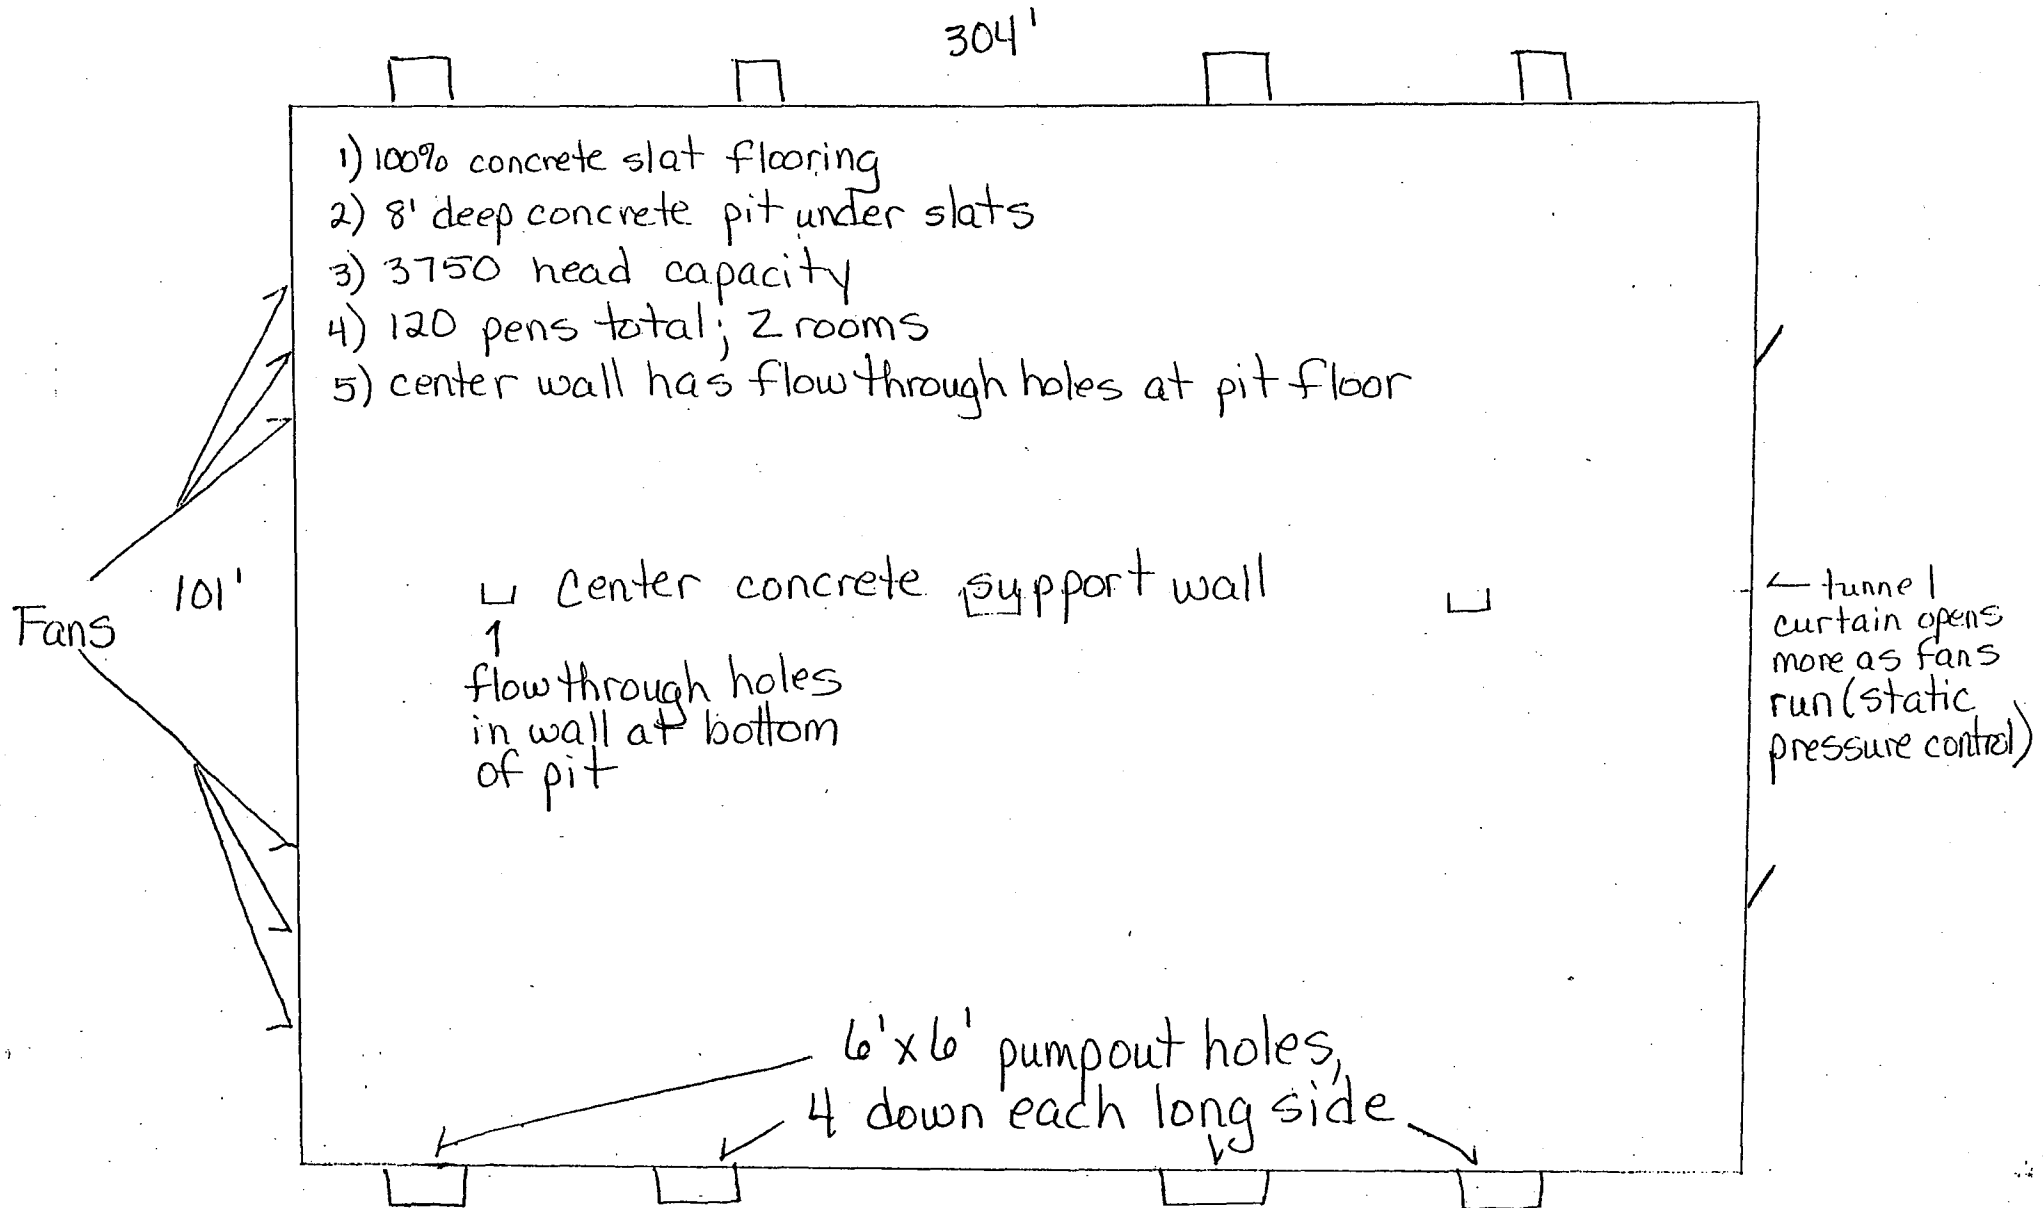 304'
1) 100% concrete slat flooring
2) 8' deep concrete pit under slats
3) 3750 head capacity
4) 120 pens total; 2 rooms
5) center wall has flow through holes at pit floor
Fans
101'
Center concrete support wall
flow through holes
in wall at bottom
of pit
← tunnel
curtain opens
more as fans
run (static
pressure control)
6'x6' pumpout holes,
4 down each long side